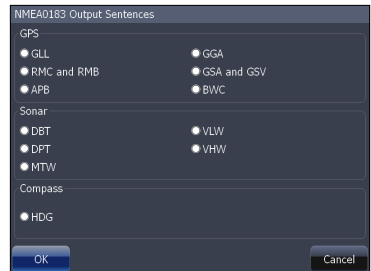 NMEA0183 Output Sentences
GPS
GLL GGA
RMC and RMB GSA and GSV
APB BWC
Sonar
DBT VLW
DPT VHW
MTW
Compass
HDG
OK Cancel